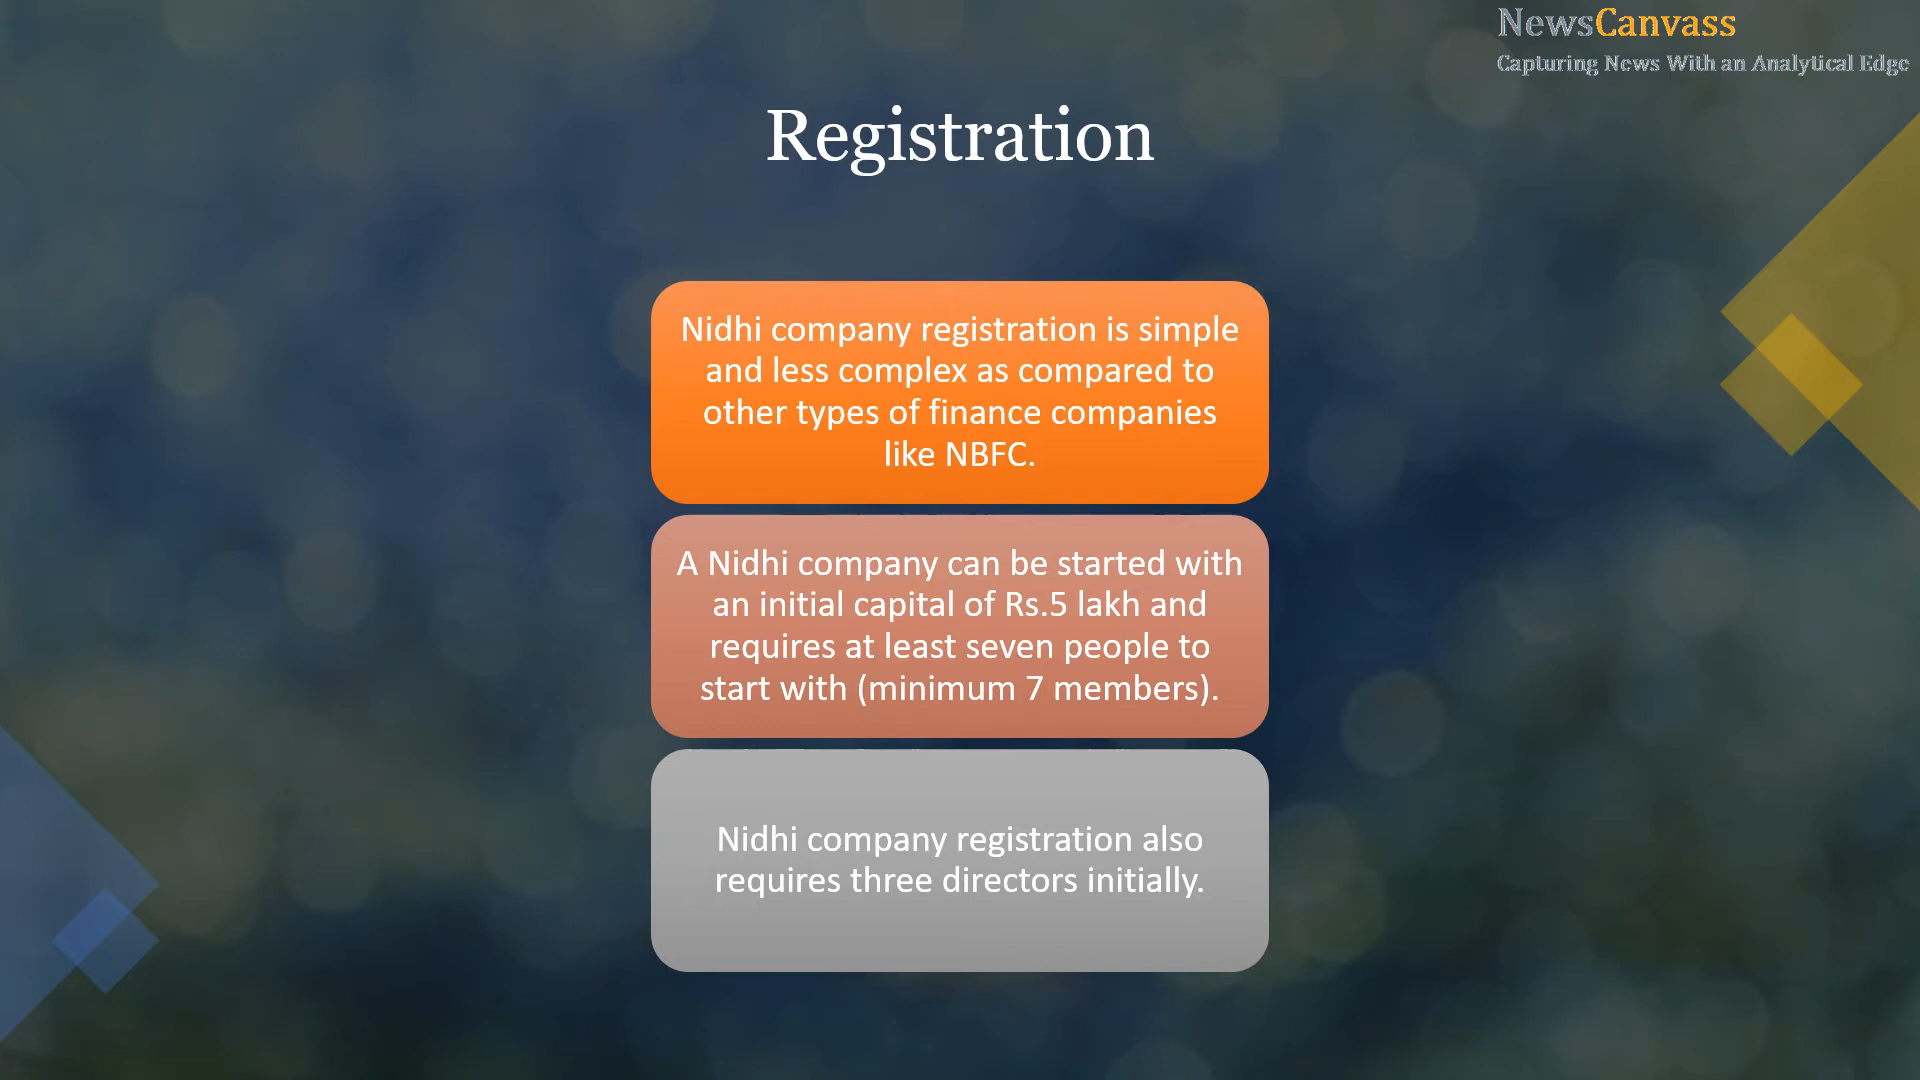 NewsCanvass
Capturing News With an Analytical Edge
Registration
Nidhi company registration is simple
and less complex as compared to
other types of finance companies
like NBFC.
A Nidhi company can be started with
an initial capital of Rs.5 lakh and
requires at least seven people to
start with (minimum 7 members).
Nidhi company registration also
requires three directors initially.